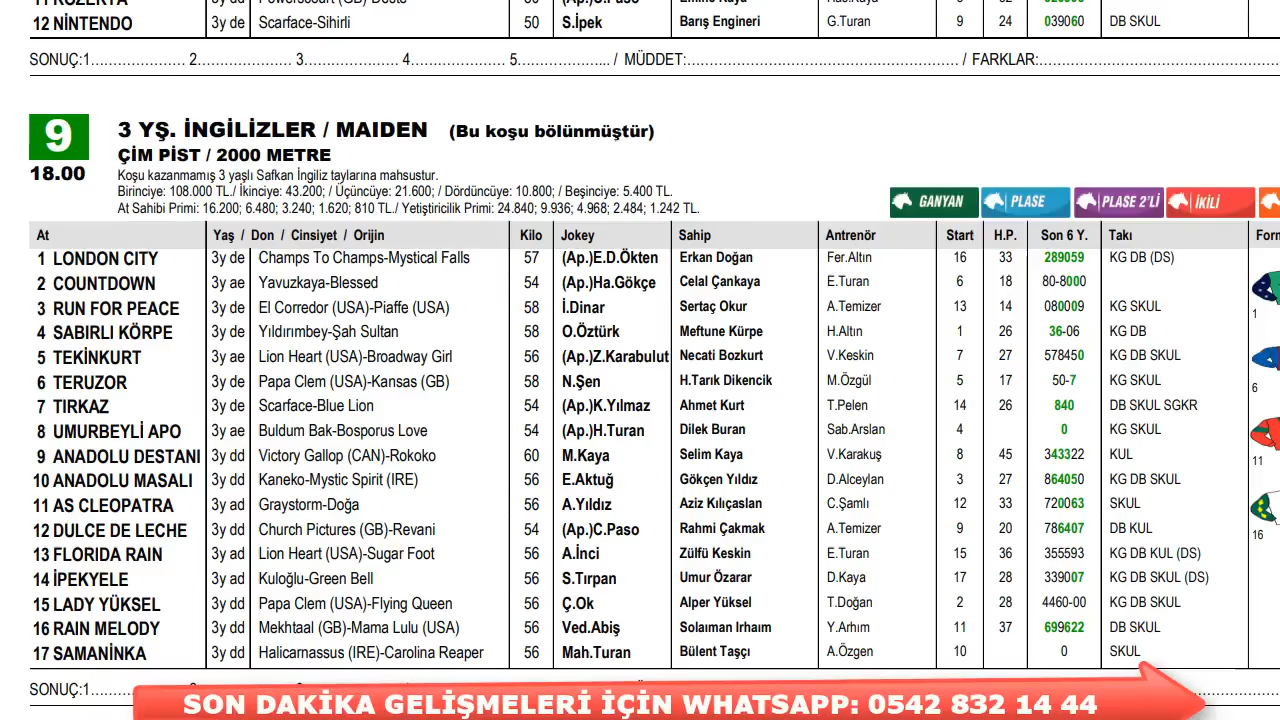 12 NİNTENDO Scarface-Sihirli 50 S.İpek Barış Engineri G.Turan 9 24 039060 DB SKUL
SONUÇ:1...................... 2...................... 3...................... 4...................... 5...................... / MÜDDET:............................................................... / FARKLAR:.......................................................
9 3 YŞ. İNGİLİZLER / MAIDEN (Bu koşu bölünmüştür)
ÇİM PİST / 2000 METRE
18.00 Koşu kazanmamış 3 yaşlı Safkan İngiliz taylarına mahsustur.
Birinciye: 108.000 TL./ İkinciye: 43.200; / Üçüncüye: 21.600; / Dördüncüye: 10.800; / Beşinciye: 5.400 TL.
At Sahibi Primi: 16.200; 6.480; 3.240; 1.620; 810 TL./ Yetiştiricilik Primi: 24.840; 9.936; 4.968; 2.484; 1.242 TL.
GANYAN PLASE PLASE 2'Lİ İKİLİ
At Yaş / Don / Cinsiyet / Orijin Kilo Jokey Sahip Antrenör Start H.P. Son 6 Y. Takı Form
1 LONDON CITY 3y de Champs To Champs-Mystical Falls 57 (Ap.)E.D.Ökten Erkan Doğan Fer.Altın 16 33 289059 KG DB (DS)
2 COUNTDOWN 3y ae Yavuzkaya-Blessed 54 (Ap.)Ha.Gökçe Celal Çankaya E.Turan 6 18 80-8000
3 RUN FOR PEACE 3y de El Corredor (USA)-Piaffe (USA) 58 İ.Dinar Sertaç Okur A.Temizer 13 14 080009 KG SKUL
4 SABIRLI KÖRPE 3y de Yıldırımbey-Şah Sultan 58 O.Öztürk Meftune Kürpe H.Altın 1 26 36-06 KG DB
5 TEKİNKURT 3y ae Lion Heart (USA)-Broadway Girl 56 (Ap.)Z.Karabulut Necati Bozkurt V.Keskin 7 27 578450 KG DB SKUL
6 TERUZOR 3y de Papa Clem (USA)-Kansas (GB) 58 N.Şen H.Tarık Dikencik M.Özgül 5 17 50-7 KG SKUL
7 TIRKAZ 3y de Scarface-Blue Lion 54 (Ap.)K.Yılmaz Ahmet Kurt T.Pelen 14 26 840 DB SKUL SGKR
8 UMURBEYLİ APO 3y ae Buldum Bak-Bosporus Love 54 (Ap.)H.Turan Dilek Buran Sab.Arslan 4 0 KG SKUL
9 ANADOLU DESTANI 3y dd Victory Gallop (CAN)-Rokoko 60 M.Kaya Selim Kaya V.Karakuş 8 45 343322 KUL
10 ANADOLU MASALI 3y dd Kaneko-Mystic Spirit (IRE) 56 E.Aktuğ Gökçen Yıldız D.Alceylan 3 27 864050 KG DB SKUL
11 AS CLEOPATRA 3y ad Graystorm-Doğa 56 A.Yıldız Aziz Kılıçaslan C.Şamlı 12 33 720063 SKUL
12 DULCE DE LECHE 3y dd Church Pictures (GB)-Revani 54 (Ap.)C.Paso Rahmi Çakmak A.Temizer 9 20 786407 DB KUL
13 FLORIDA RAIN 3y ad Lion Heart (USA)-Sugar Foot 56 A.İnci Zülfü Keskin E.Turan 15 36 355593 KG DB KUL (DS)
14 İPEKYELE 3y ad Kuloğlu-Green Bell 56 S.Tırpan Umur Özarar D.Kaya 17 28 339007 KG DB SKUL (DS)
15 LADY YÜKSEL 3y dd Papa Clem (USA)-Flying Queen 56 Ç.Ok Alper Yüksel T.Doğan 2 28 4460-00 KG DB SKUL
16 RAIN MELODY 3y dd Mekhtaal (GB)-Mama Lulu (USA) 56 Ved.Abiş Solaıman Irhaım Y.Arhım 11 37 699622 DB SKUL
17 SAMANİNKA 3y dd Halicarnassus (IRE)-Carolina Reaper 56 Mah.Turan Bülent Taşçı A.Özgen 10 0 SKUL
1
6
11
16
SONUÇ:1......................
SON DAKİKA GELİŞMELERİ İÇİN WHATSAPP: 0542 832 14 44